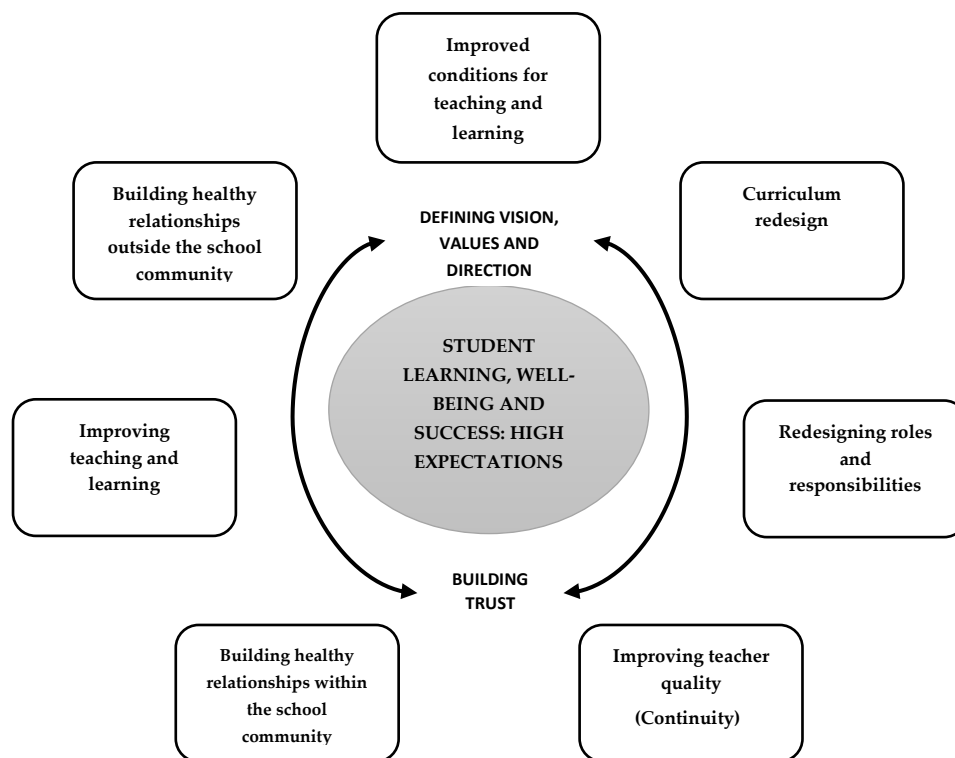 Improved
conditions for
teaching and
learning
Building healthy
relationships
outside the school
community
Curriculum
redesign
DEFINING VISION,
VALUES AND
DIRECTION
STUDENT
LEARNING, WELL-
BEING AND
SUCCESS: HIGH
EXPECTATIONS
Improving
teaching and
learning
Redesigning roles
and
responsibilities
BUILDING
TRUST
Building healthy
relationships within
the school
community
Improving teacher
quality
(Continuity)